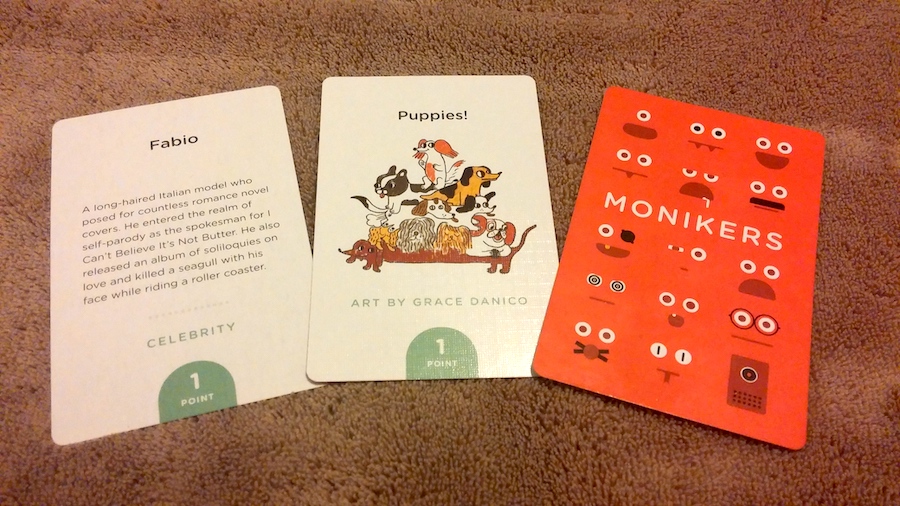 Fabio
A long-haired Italian model who
posed for countless romance novel
covers. He entered the realm of
self-parody as the spokesman for I
Can't Believe It's Not Butter. He also
released an album of soliloquies on
love and killed a seagull with his
face while riding a roller coaster.
CELEBRITY
1
POINT
Puppies!
ART BY GRACE DANICO
1
POINT
MONIKERS